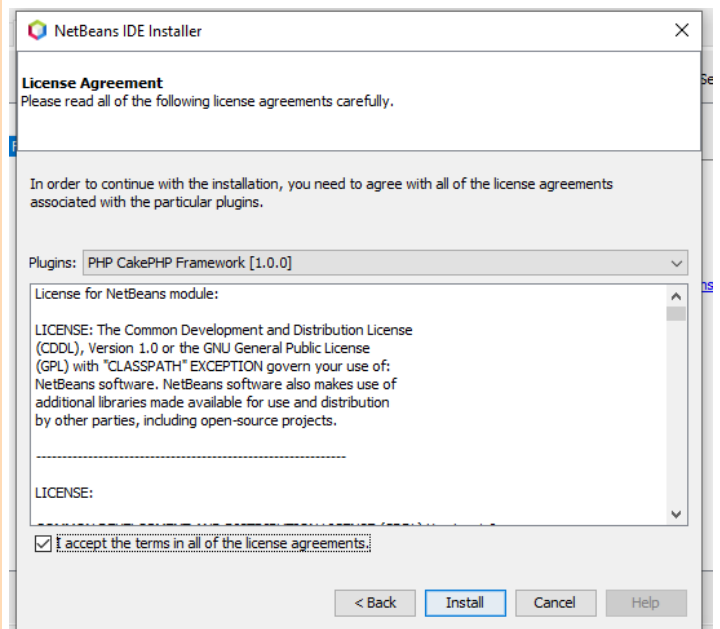 NetBeans IDE Installer
Se
License Agreement
Please read all of the following license agreements carefully.
In order to continue with the installation, you need to agree with all of the license agreements
associated with the particular plugins.
Plugins: PHP CakePHP Framework [1.0.0]
ns
License for NetBeans module:
LICENSE: The Common Development and Distribution License
(CDDL), Version 1.0 or the GNU General Public License
(GPL) with "CLASSPATH" EXCEPTION govern your use of:
NetBeans software. NetBeans software also makes use of
additional libraries made available for use and distribution
by other parties, including open-source projects.
------------------------------------------------------------
LICENSE:
I accept the terms in all of the license agreements.
< Back Install Cancel Help